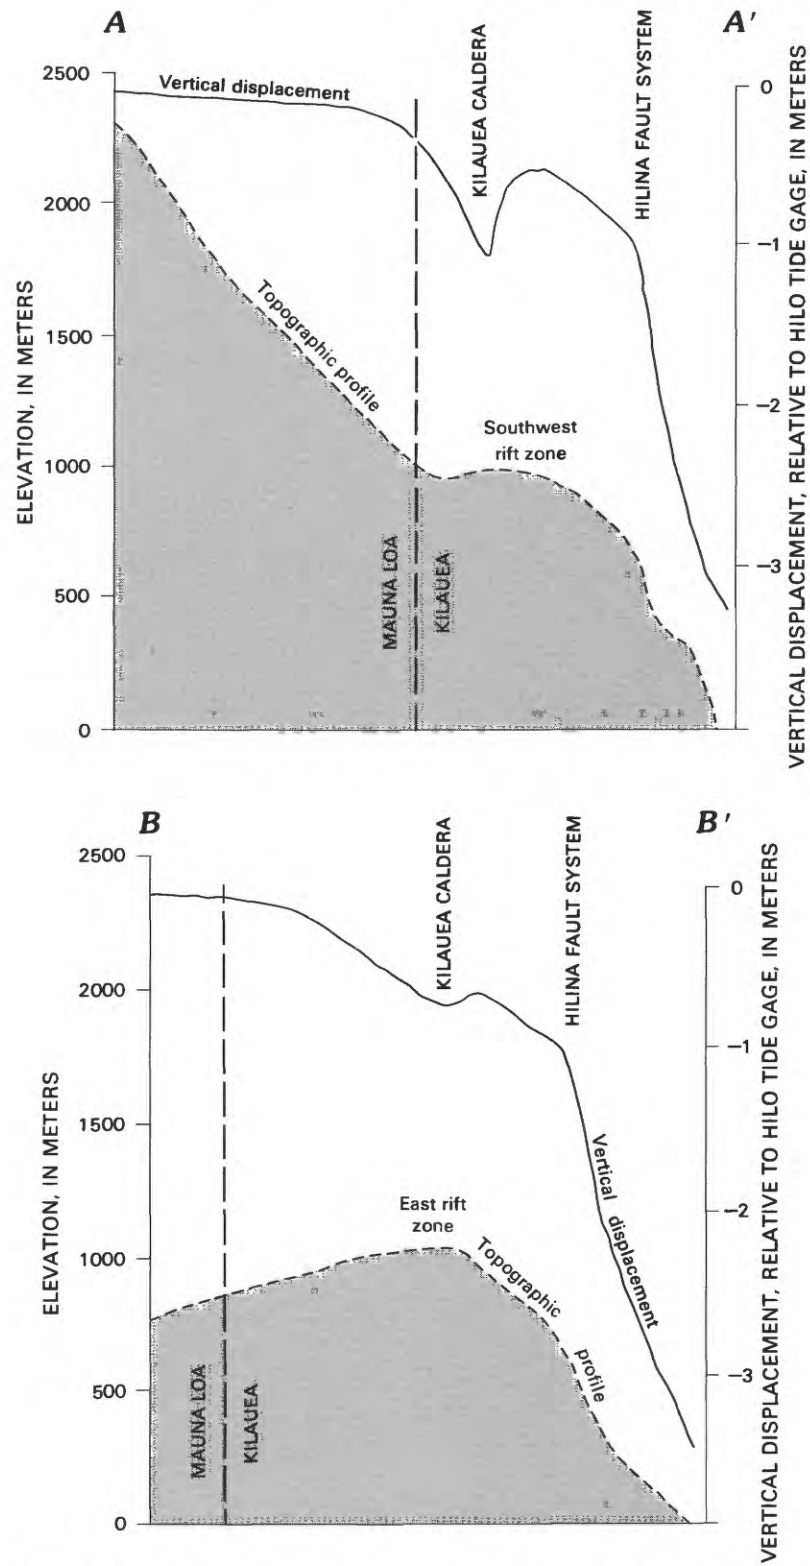 A
A'
KILAUEA CALDERA
HILINA FAULT SYSTEM
2500
2000
1500
1000
500
0
ELEVATION, IN METERS
Vertical displacement
Topographic profile
Southwest
rift zone
MAUNA LOA
KILAUEA
0
−1
−2
−3
VERTICAL DISPLACEMENT, RELATIVE TO HILO TIDE GAGE, IN METERS
B
B'
KILAUEA CALDERA
HILINA FAULT SYSTEM
2500
2000
1500
1000
500
0
ELEVATION, IN METERS
East rift
zone
Topographic profile
Vertical displacement
MAUNA LOA
KILAUEA
0
−1
−2
−3
VERTICAL DISPLACEMENT, RELATIVE TO HILO TIDE GAGE, IN METERS